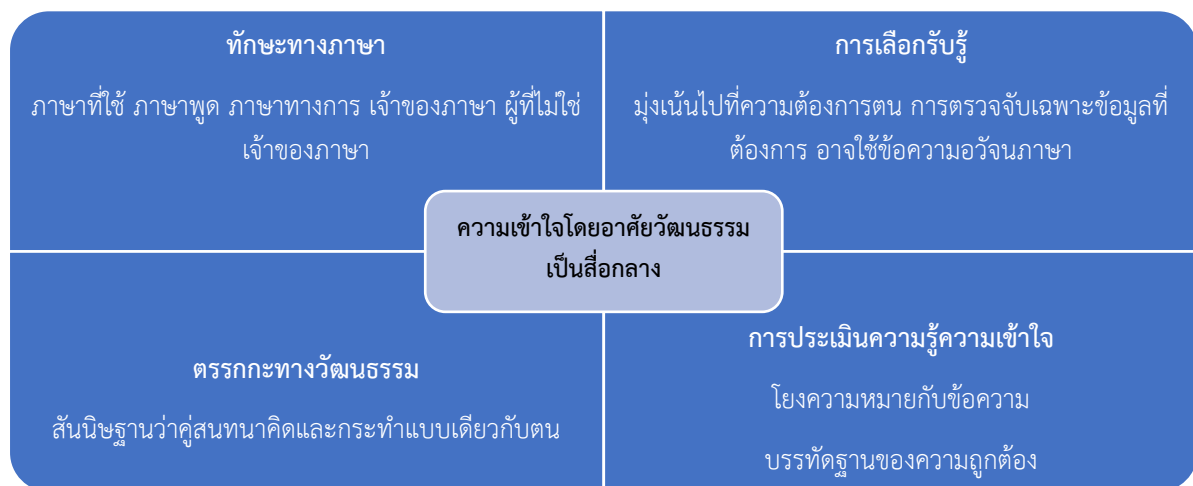 ทักษะทางภาษา
ภาษาที่ใช้ ภาษาพูด ภาษาทางการ เจ้าของภาษา ผู้ที่ไม่ใช่
เจ้าของภาษา
การเลือกรับรู้
มุ่งเน้นไปที่ความต้องการตน การตรวจจับเฉพาะข้อมูลที่
ต้องการ อาจใช้ข้อความอวัจนภาษา
ความเข้าใจโดยอาศัยวัฒนธรรม
เป็นสื่อกลาง
ตรรกกะทางวัฒนธรรม
สันนิษฐานว่าคู่สนทนาคิดและกระทำแบบเดียวกับตน
การประเมินความรู้ความเข้าใจ
โยงความหมายกับข้อความ
บรรทัดฐานของความถูกต้อง